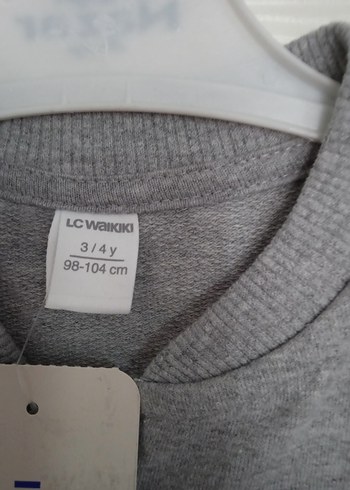 LC WAIKIKI
3 / 4 y
98-104 cm